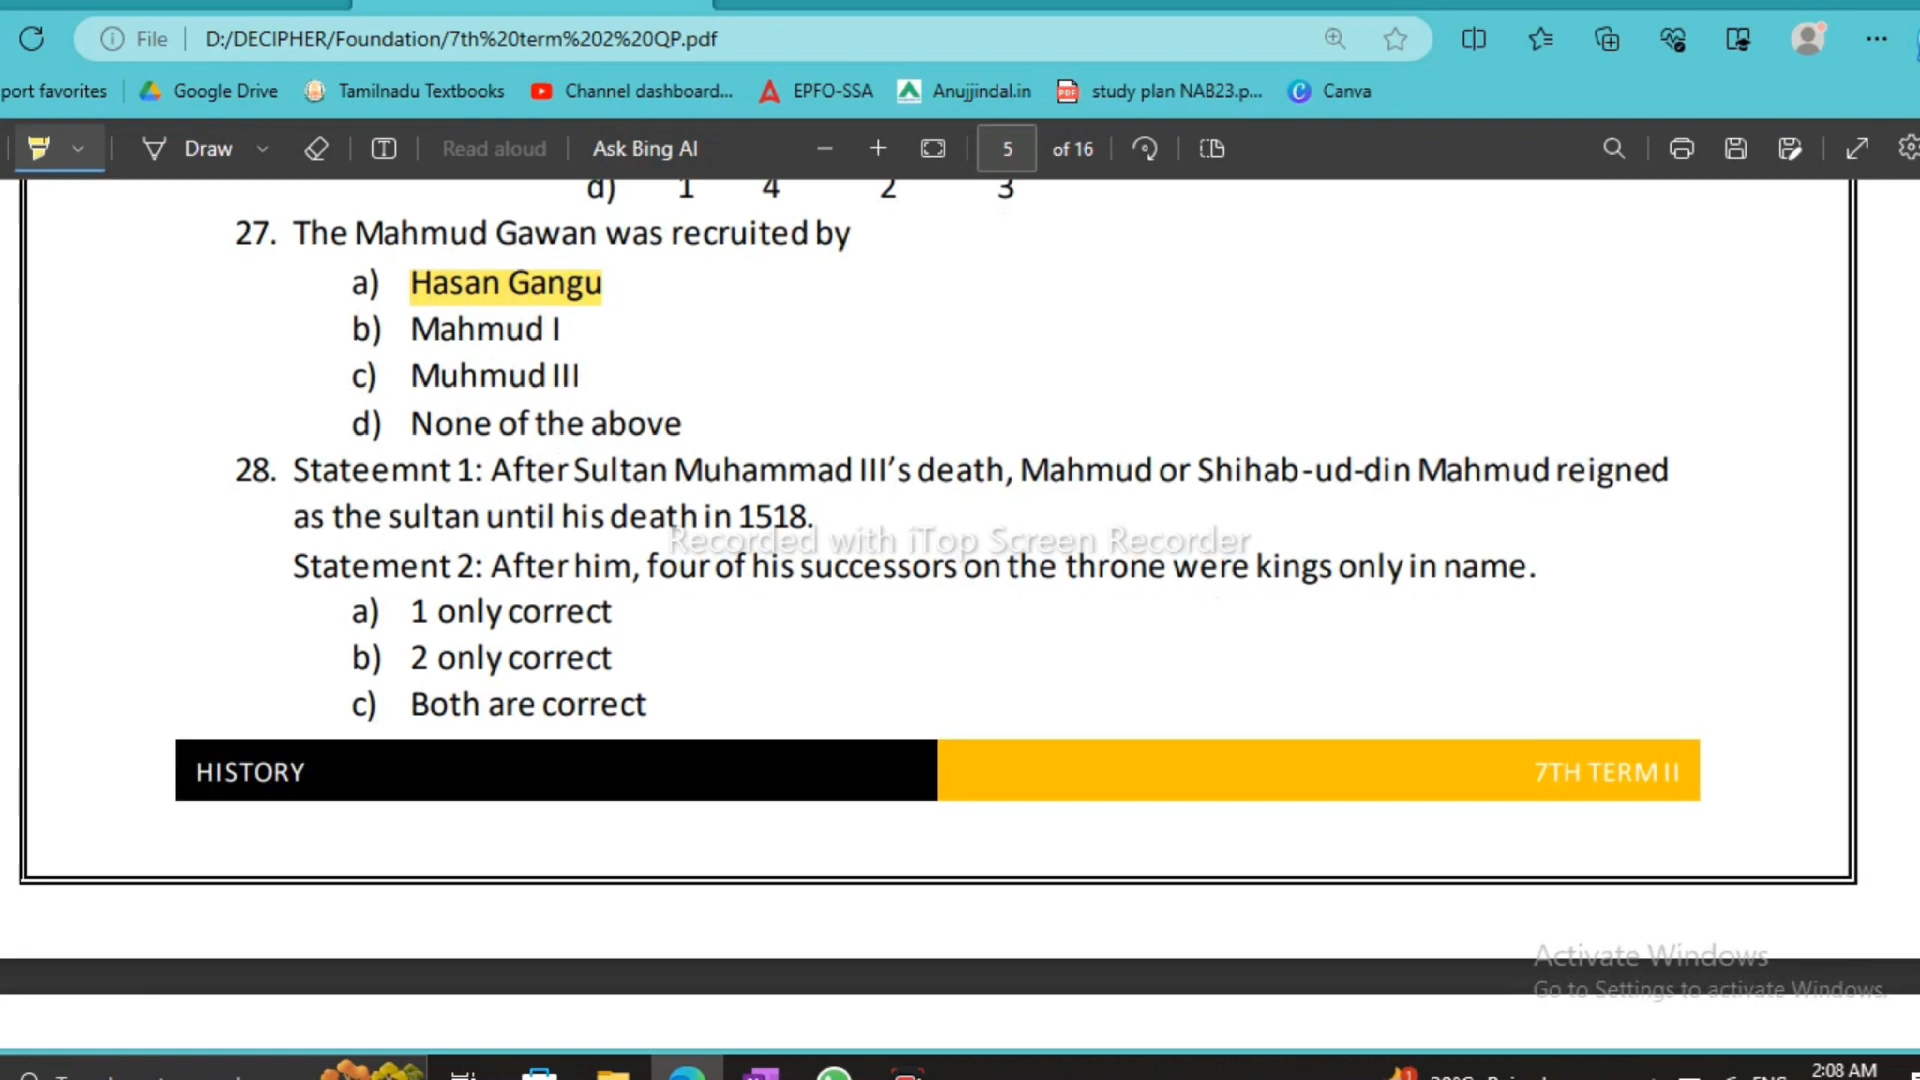 File D:/DECIPHER/Foundation/7th%20term%202%20QP.pdf
port favorites Google Drive Tamilnadu Textbooks Channel dashboard... EPFO-SSA Anujjindal.in study plan NAB23.p... Canva
Draw Read aloud Ask Bing AI 5 of 16
d) 1 4 2 3
27. The Mahmud Gawan was recruited by
a) Hasan Gangu
b) Mahmud I
c) Muhmud III
d) None of the above
28. Stateemnt 1: After Sultan Muhammad III's death, Mahmud or Shihab-ud-din Mahmud reigned
as the sultan until his death in 1518.
Recorded with iTop Screen Recorder
Statement 2: After him, four of his successors on the throne were kings only in name.
a) 1 only correct
b) 2 only correct
c) Both are correct
HISTORY 7TH TERM II
Activate Windows
Go to Settings to activate Windows.
2:08 AM